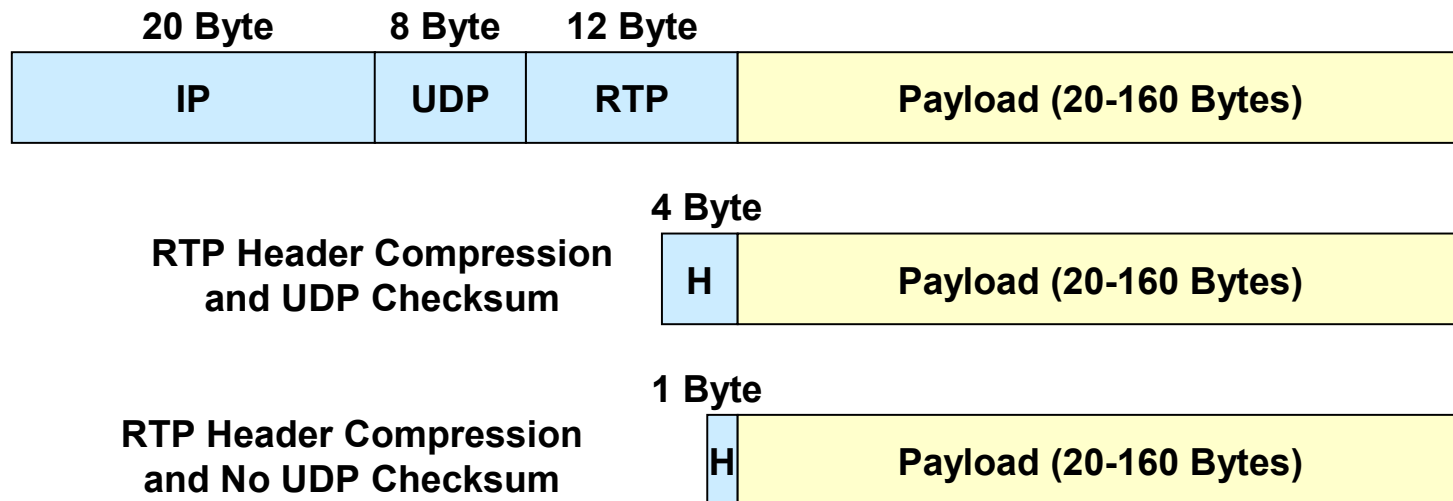 20 Byte 8 Byte 12 Byte
IP UDP RTP Payload (20-160 Bytes)
4 Byte
RTP Header Compression
and UDP Checksum
H Payload (20-160 Bytes)
1 Byte
RTP Header Compression
and No UDP Checksum
H Payload (20-160 Bytes)